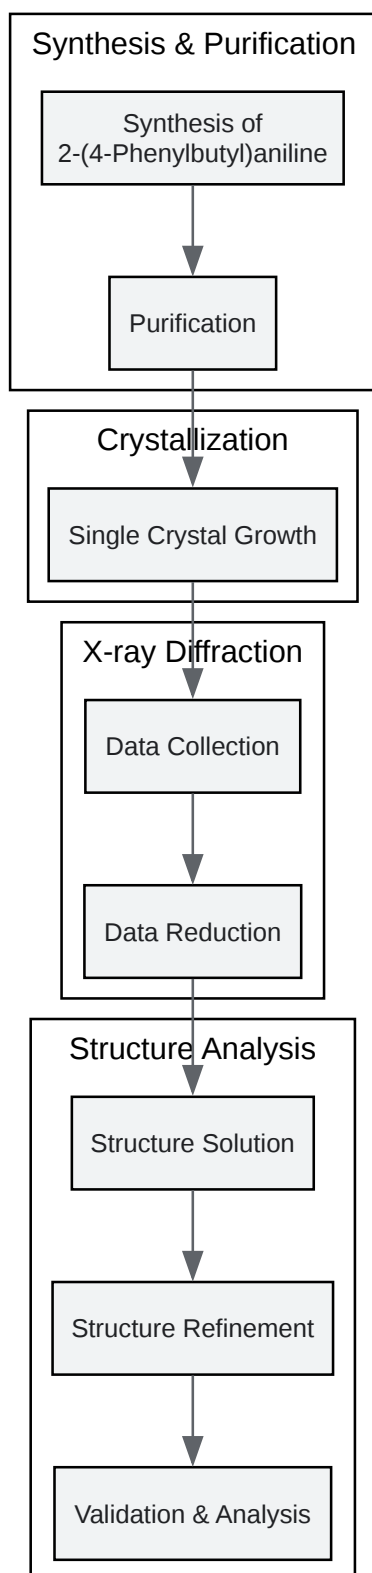 Synthesis & Purification
Synthesis of
2-(4-Phenylbutyl)aniline
Purification
Crystallization
Single Crystal Growth
X-ray Diffraction
Data Collection
Data Reduction
Structure Analysis
Structure Solution
Structure Refinement
Validation & Analysis